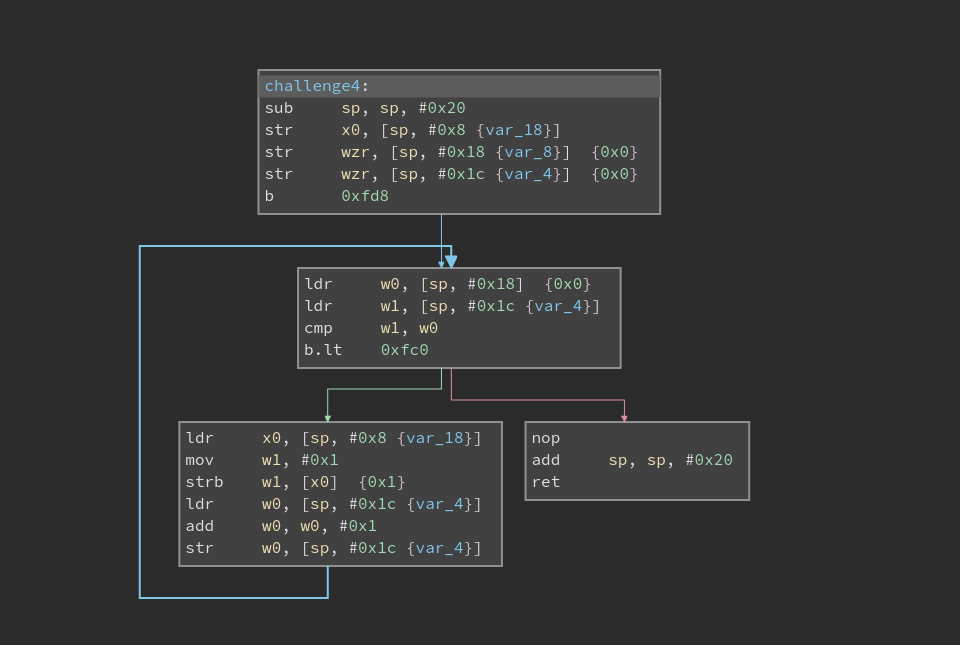 challenge4:
sub sp, sp, #0x20
str x0, [sp, #0x8 {var_18}]
str wzr, [sp, #0x18 {var_8}] {0x0}
str wzr, [sp, #0x1c {var_4}] {0x0}
b 0xfd8
ldr w0, [sp, #0x18] {0x0}
ldr w1, [sp, #0x1c {var_4}]
cmp w1, w0
b.lt 0xfc0
ldr x0, [sp, #0x8 {var_18}]
mov w1, #0x1
strb w1, [x0] {0x1}
ldr w0, [sp, #0x1c {var_4}]
add w0, w0, #0x1
str w0, [sp, #0x1c {var_4}]
nop
add sp, sp, #0x20
ret